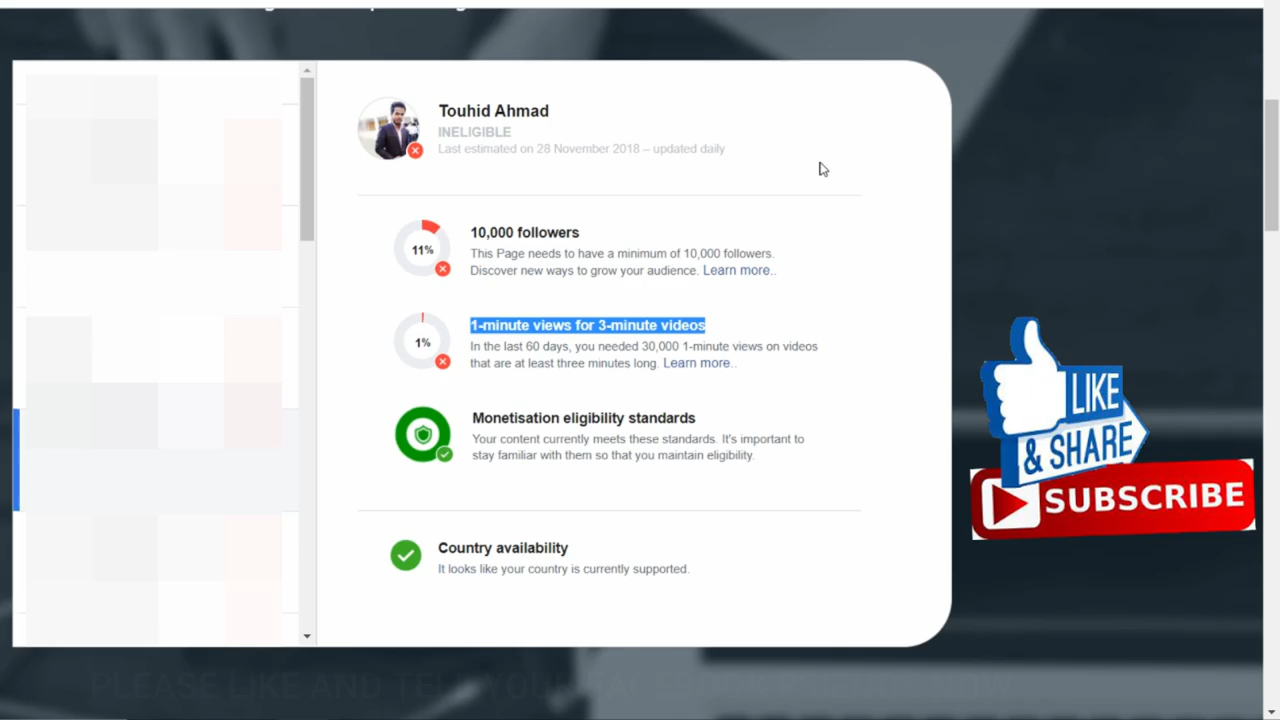 Touhid Ahmad
INELIGIBLE
Last estimated on 28 November 2018 – updated daily
11%
10,000 followers
This Page needs to have a minimum of 10,000 followers.
Discover new ways to grow your audience. Learn more..
1%
1-minute views for 3-minute videos
In the last 60 days, you needed 30,000 1-minute views on videos
that are at least three minutes long. Learn more..
Monetisation eligibility standards
Your content currently meets these standards. It's important to
stay familiar with them so that you maintain eligibility.
Country availability
It looks like your country is currently supported.
LIKE
& SHARE
SUBSCRIBE
PLEASE LIKE AND